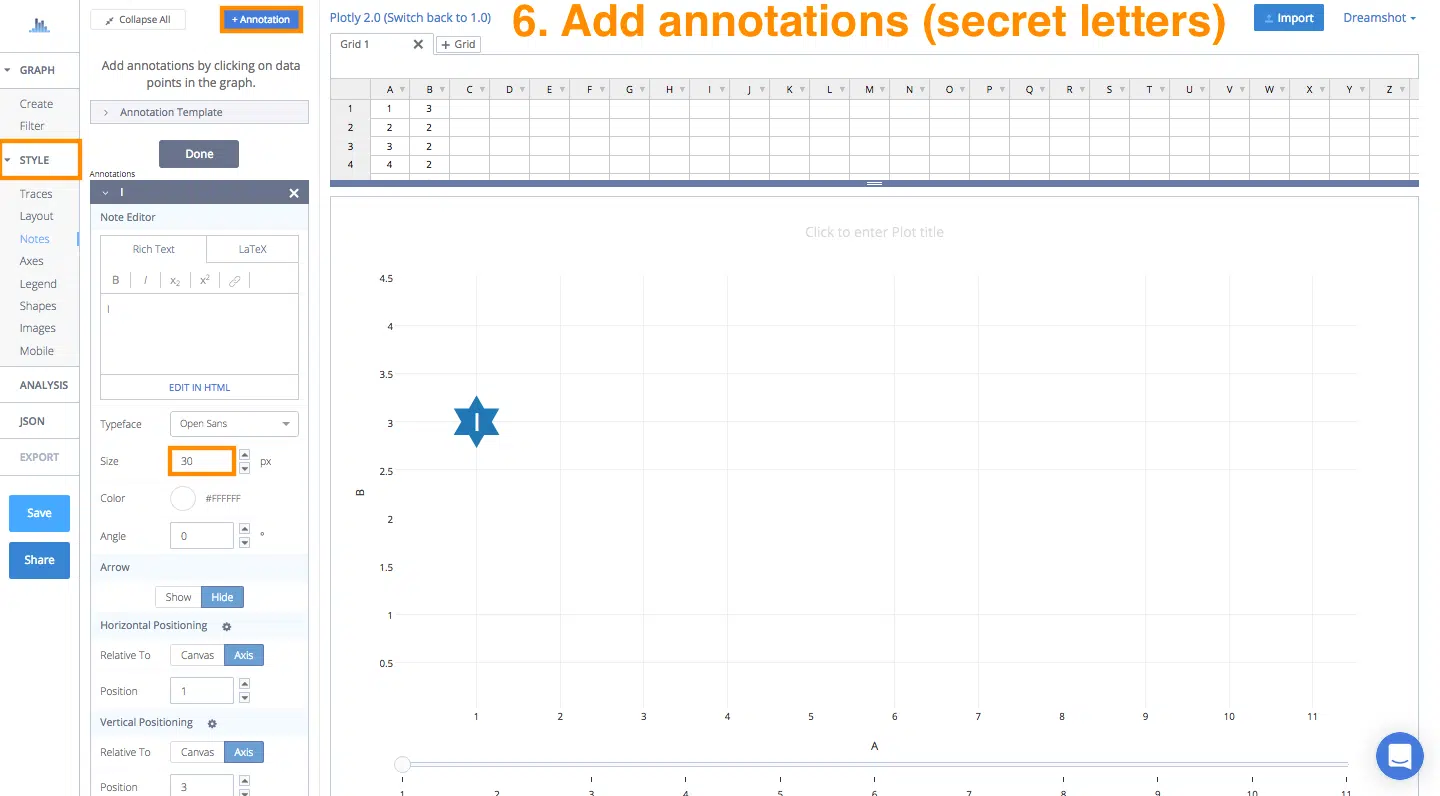 6. Add annotations (secret letters)
Collapse All
+ Annotation
Plotly 2.0 (Switch back to 1.0)
Import
Dreamshot
GRAPH
Create
Filter
STYLE
Traces
Layout
Notes
Axes
Legend
Shapes
Images
Mobile
ANALYSIS
JSON
EXPORT
Save
Share
Add annotations by clicking on data
points in the graph.
Annotation Template
Done
Annotations
I
Note Editor
Rich Text LaTeX
B I x₂ x²
I
EDIT IN HTML
Typeface Open Sans
Size 30 px
Color #FFFFFF
Angle 0 °
Arrow
Show Hide
Horizontal Positioning
Relative To Canvas Axis
Position 1
Vertical Positioning
Relative To Canvas Axis
Position 3
Grid 1
+ Grid
A B C D E F G H I J K L M N O P Q R S T U V W X Y Z
1 1 3
2 2 2
3 3 2
4 4 2
Click to enter Plot title
4.5
4
3.5
3
2.5
2
1.5
1
0.5
B
I
1 2 3 4 5 6 7 8 9 10 11
A
1 2 3 4 5 6 7 8 9 10 11